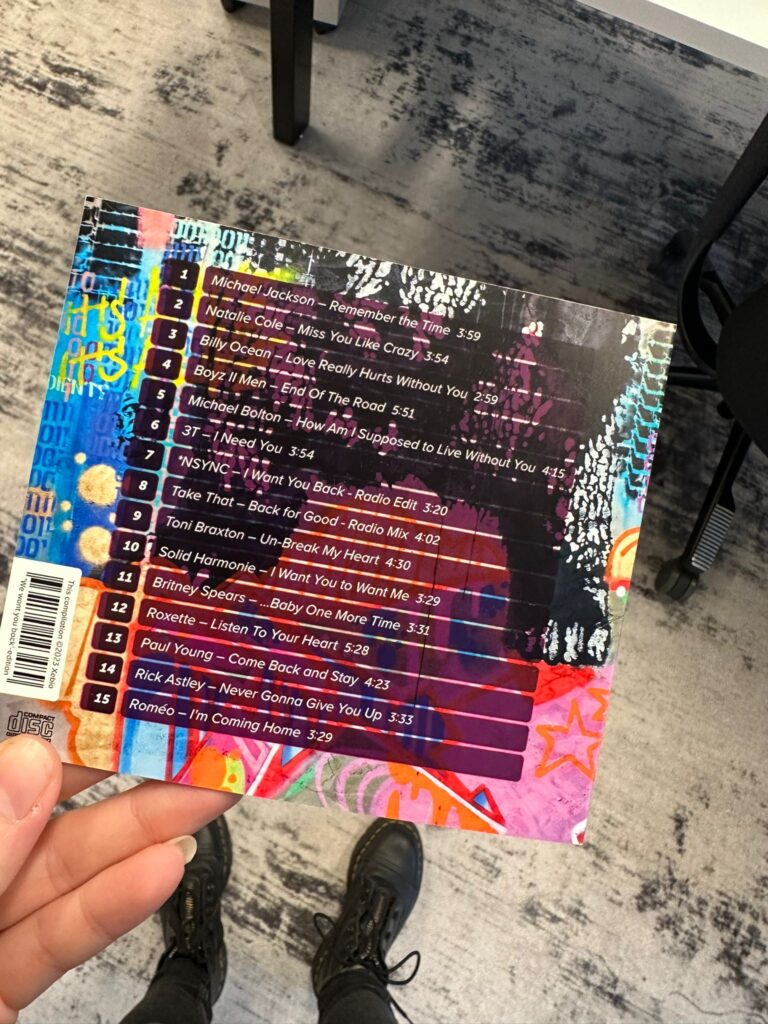 1 Michael Jackson – Remember the Time 3:59
2 Natalie Cole – Miss You Like Crazy 3:54
3 Billy Ocean – Love Really Hurts Without You 2:59
4 Boyz II Men – End Of The Road 5:51
5 Michael Bolton – How Am I Supposed to Live Without You 4:15
6 3T – I Need You 3:54
7 *NSYNC – I Want You Back - Radio Edit 3:20
8 Take That – Back for Good - Radio Mix 4:02
9 Toni Braxton – Un-Break My Heart 4:30
10 Solid Harmonie – I Want You to Want Me 3:29
11 Britney Spears – ...Baby One More Time 3:31
12 Roxette – Listen To Your Heart 5:28
13 Paul Young – Come Back and Stay 4:23
14 Rick Astley – Never Gonna Give You Up 3:33
15 Roméo – I'm Coming Home 3:29
This compilation ©2023 Xebia
'We want you back'-edition
COMPACT
disc